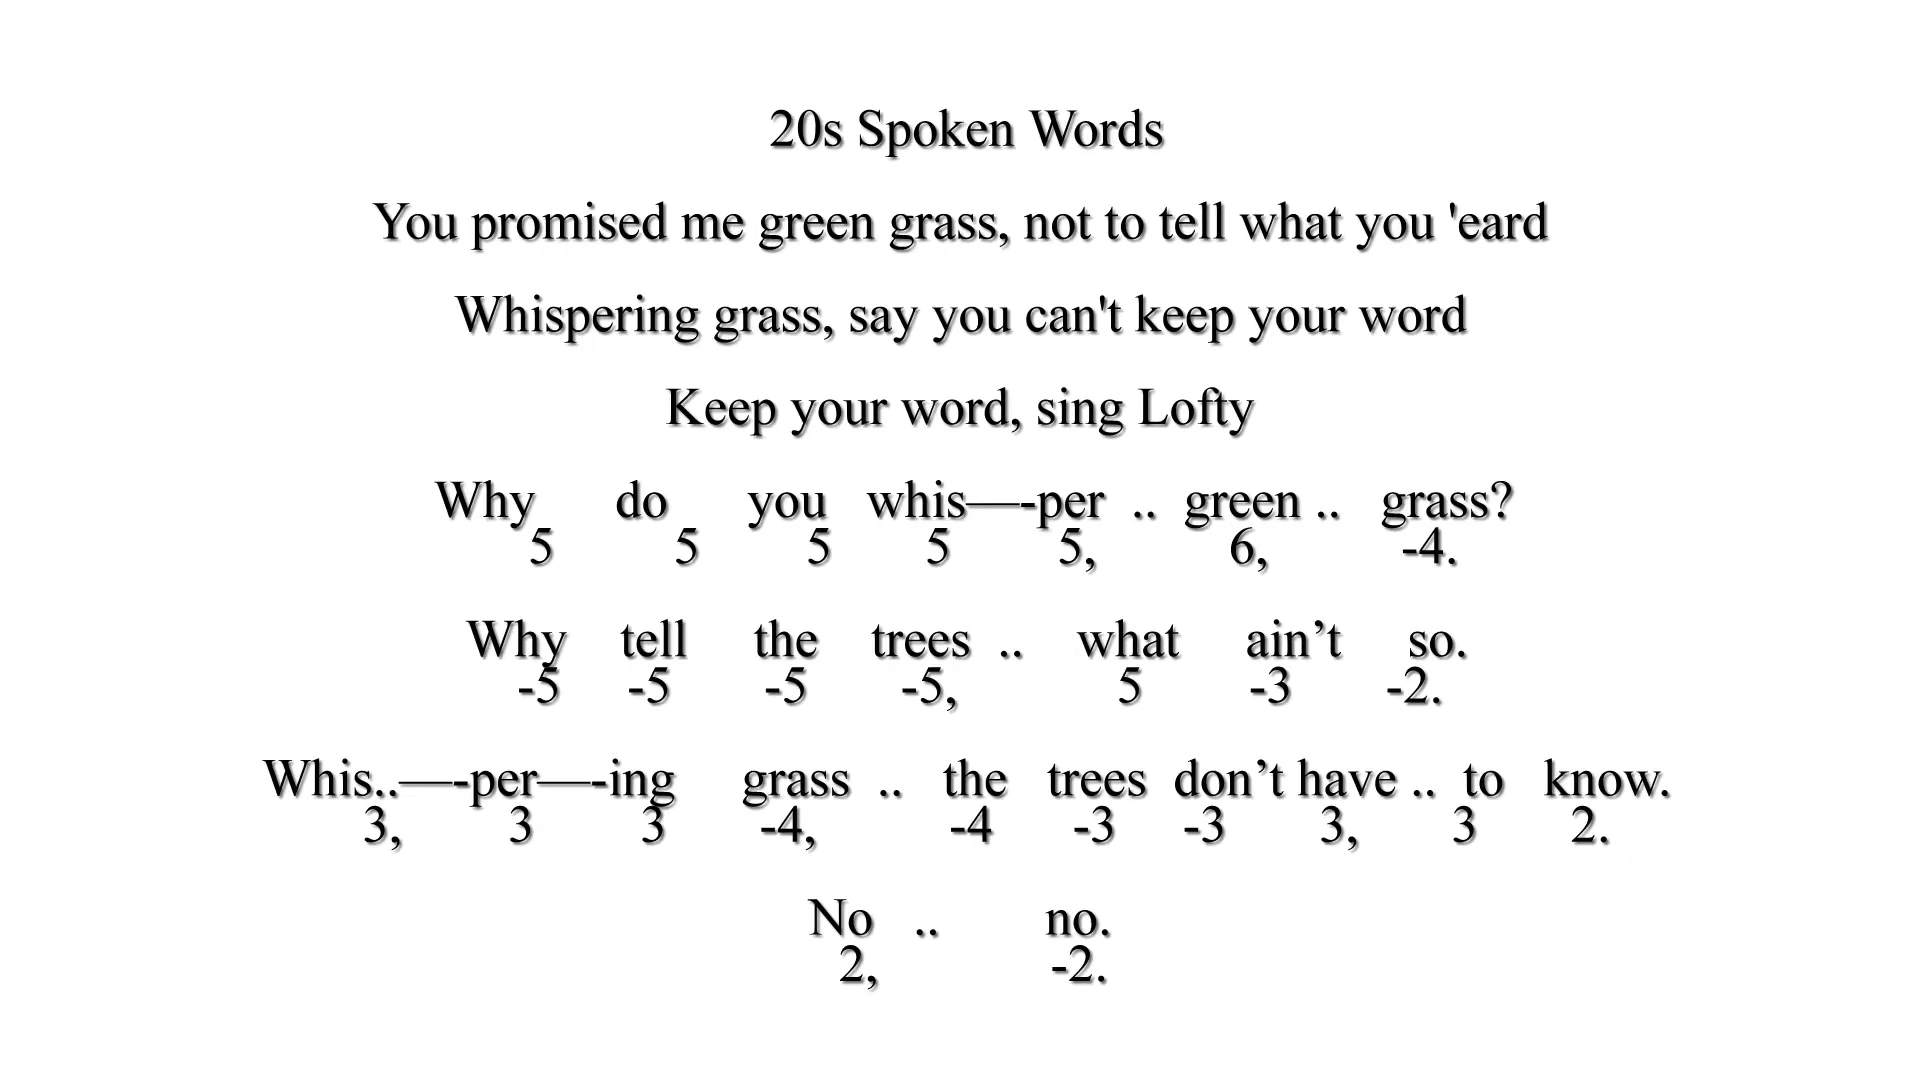 20s Spoken Words
You promised me green grass, not to tell what you 'eard
Whispering grass, say you can't keep your word
Keep your word, sing Lofty
Why do you whis—-per .. green .. grass?
5 5 5 5 5, 6, -4.
Why tell the trees .. what ain’t so.
-5 -5 -5 -5, 5 -3 -2.
Whis..—-per—-ing grass .. the trees don’t have .. to know.
3, 3 3 -4, -4 -3 -3 3, 3 2.
No .. no.
2, -2.